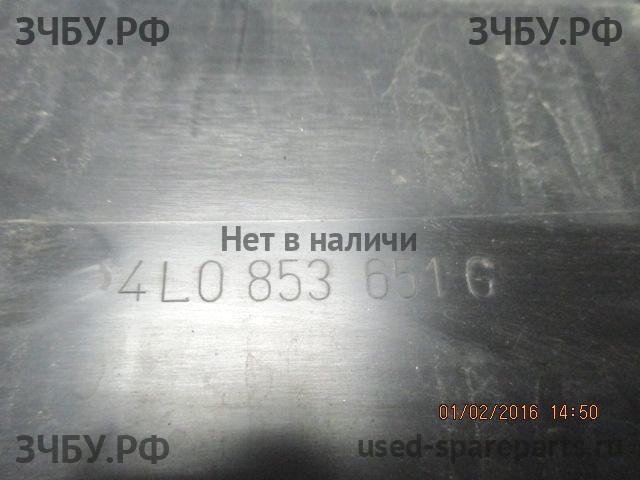 ЗЧБУ.РФ ЗЧБУ.РФ
Нет в наличи
4L0 853 651 G
01/02/2016 14:50
ЗЧБУ.РФ used-spareparts.ru